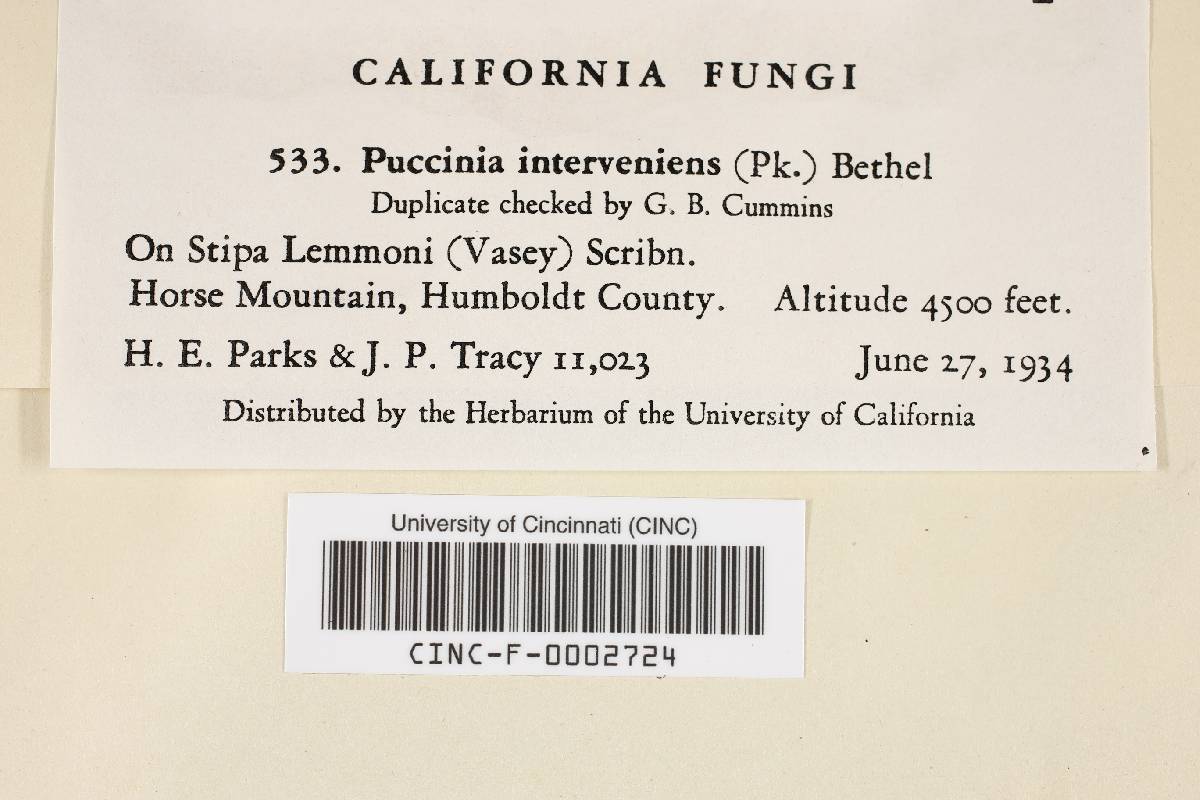 CALIFORNIA FUNGI
533. Puccinia interveniens (Pk.) Bethel
Duplicate checked by G. B. Cummins
On Stipa Lemmoni (Vasey) Scribn.
Horse Mountain, Humboldt County. Altitude 4500 feet.
H. E. Parks & J. P. Tracy 11,023 June 27, 1934
Distributed by the Herbarium of the University of California
University of Cincinnati (CINC)
CINC-F-0002724